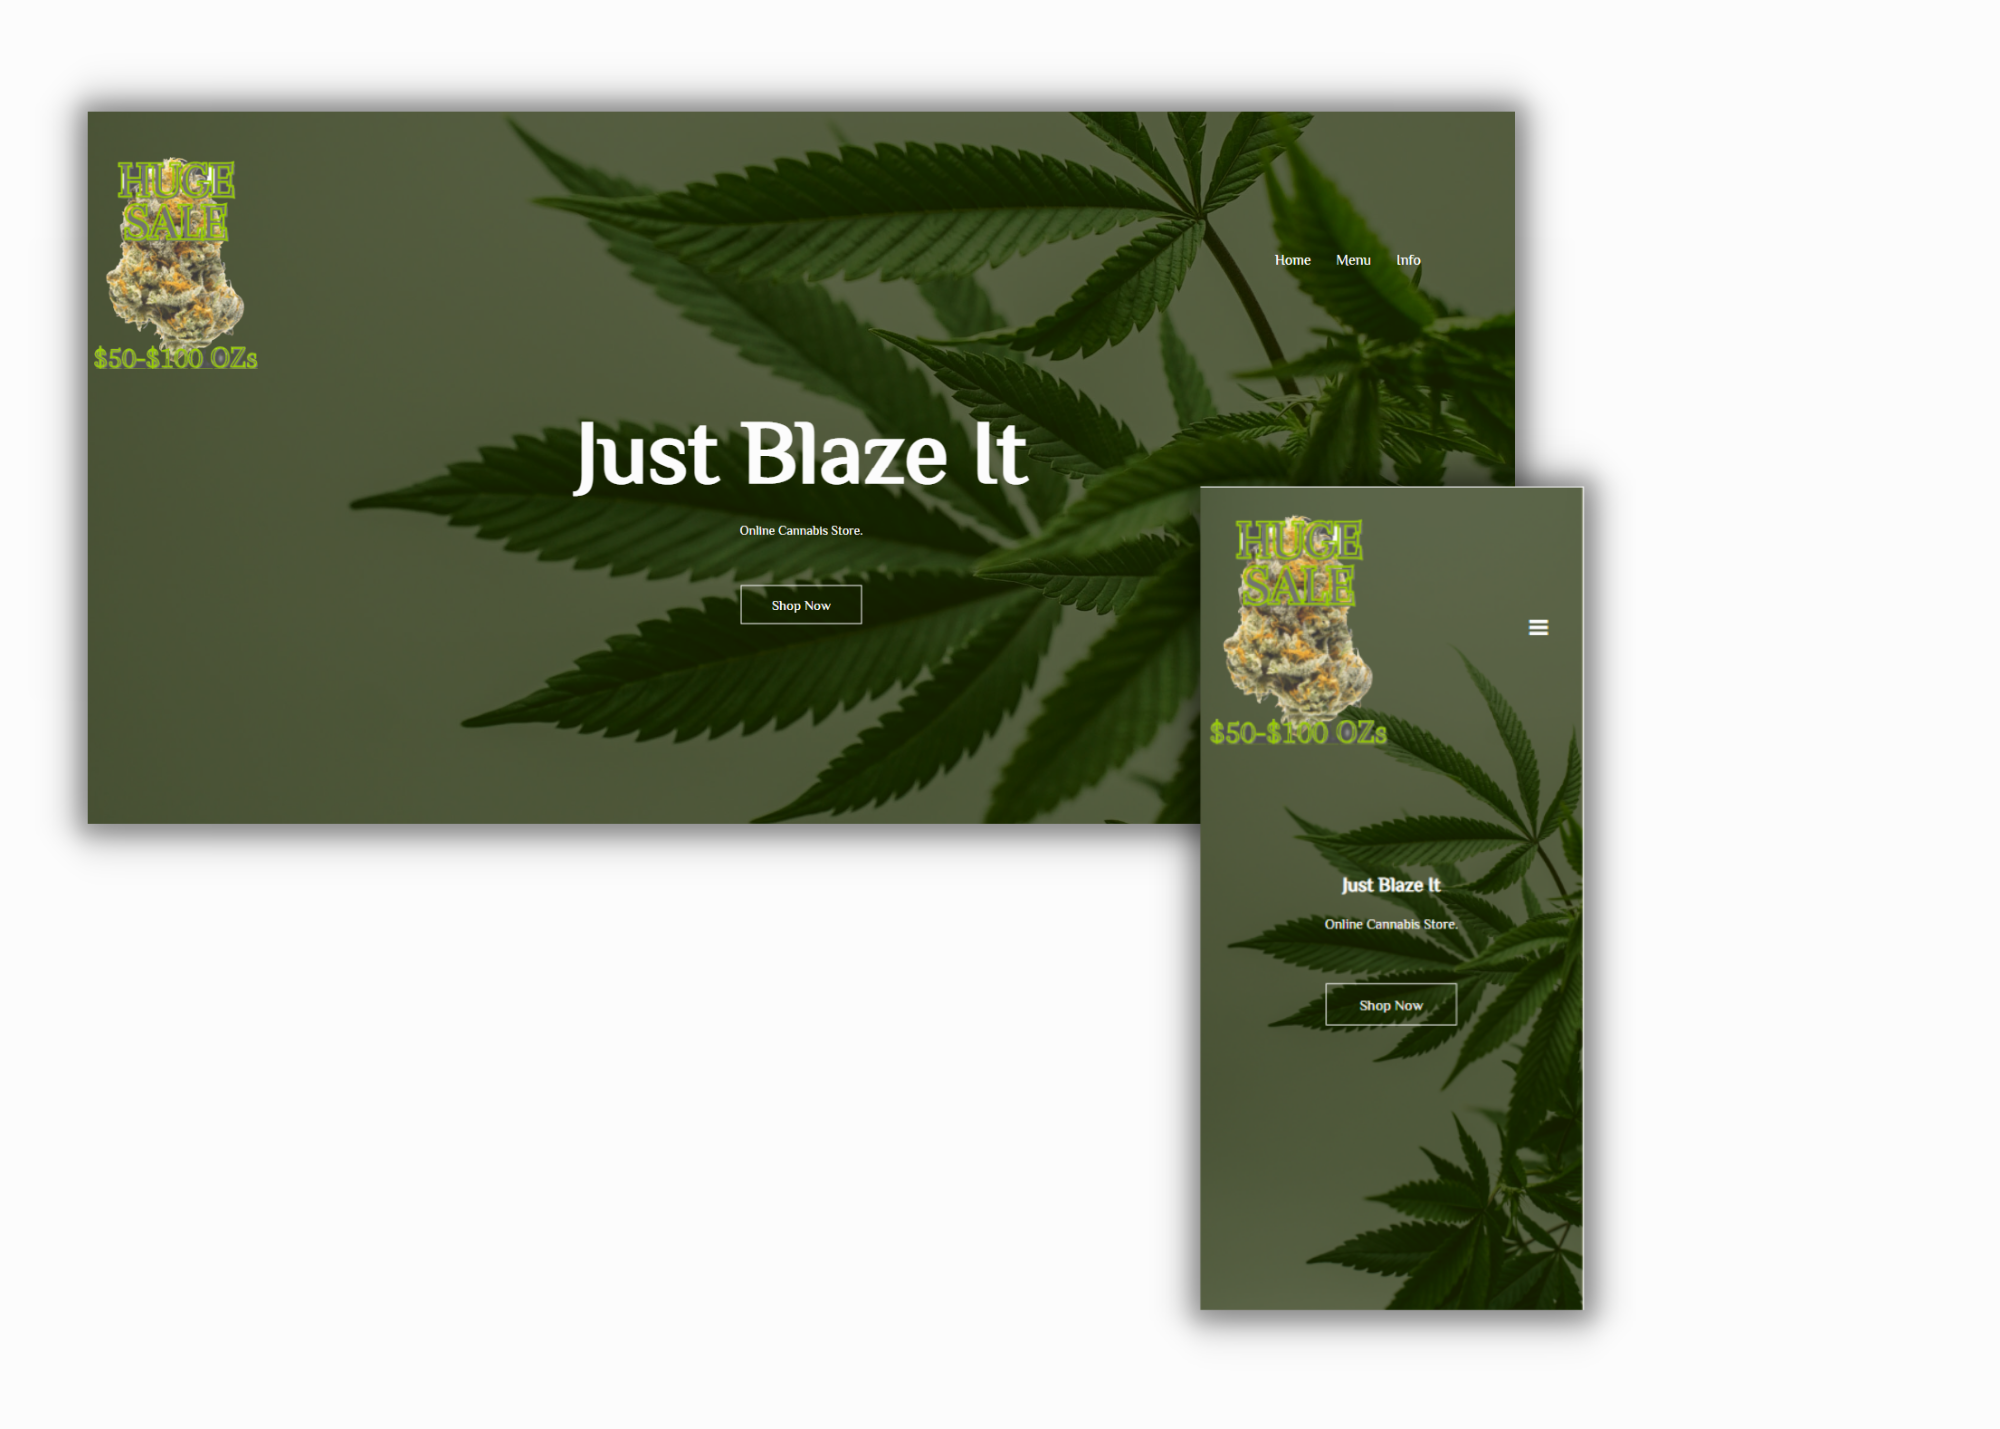 HUGE
SALE
$50-$100 OZs
Home Menu Info
Just Blaze It
Online Cannabis Store.
Shop Now
HUGE
SALE
$50-$100 OZs
Just Blaze It
Online Cannabis Store.
Shop Now